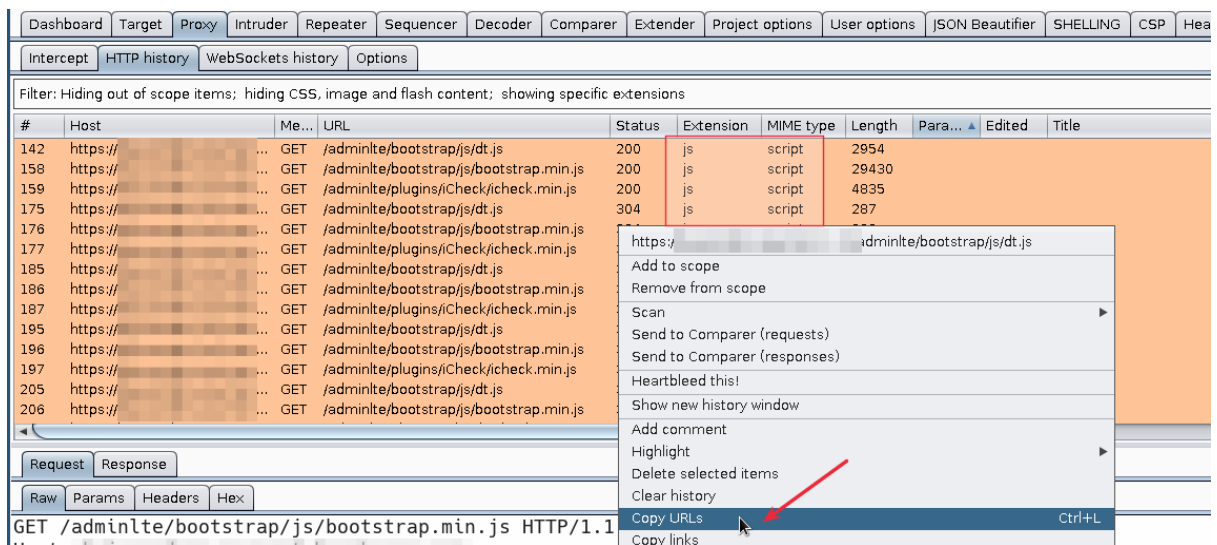 Dashboard Target Proxy Intruder Repeater Sequencer Decoder Comparer Extender Project options User options JSON Beautifier SHELLING CSP Hea
Intercept HTTP history WebSockets history Options
Filter: Hiding out of scope items; hiding CSS, image and flash content; showing specific extensions
# Host Me... URL Status Extension MIME type Length Para... Edited Title
142 https:// ... GET /adminlte/bootstrap/js/dt.js 200 js script 2954
158 https:// ... GET /adminlte/bootstrap/js/bootstrap.min.js 200 js script 29430
159 https:// ... GET /adminlte/plugins/iCheck/icheck.min.js 200 js script 4835
175 https:// ... GET /adminlte/bootstrap/js/dt.js 304 js script 287
176 https:// ... GET /adminlte/bootstrap/js/bootstrap.min.js
177 https:// ... GET /adminlte/plugins/iCheck/icheck.min.js
185 https:// ... GET /adminlte/bootstrap/js/dt.js
186 https:// ... GET /adminlte/bootstrap/js/bootstrap.min.js
187 https:// ... GET /adminlte/plugins/iCheck/icheck.min.js
195 https:// ... GET /adminlte/bootstrap/js/dt.js
196 https:// ... GET /adminlte/bootstrap/js/bootstrap.min.js
197 https:// ... GET /adminlte/plugins/iCheck/icheck.min.js
205 https:// ... GET /adminlte/bootstrap/js/dt.js
206 https:// ... GET /adminlte/bootstrap/js/bootstrap.min.js
https:/ adminlte/bootstrap/js/dt.js
Add to scope
Remove from scope
Scan
Send to Comparer (requests)
Send to Comparer (responses)
Heartbleed this!
Show new history window
Add comment
Highlight
Delete selected items
Clear history
Copy URLs Ctrl+L
Copy links
Request Response
Raw Params Headers Hex
GET /adminlte/bootstrap/js/bootstrap.min.js HTTP/1.1